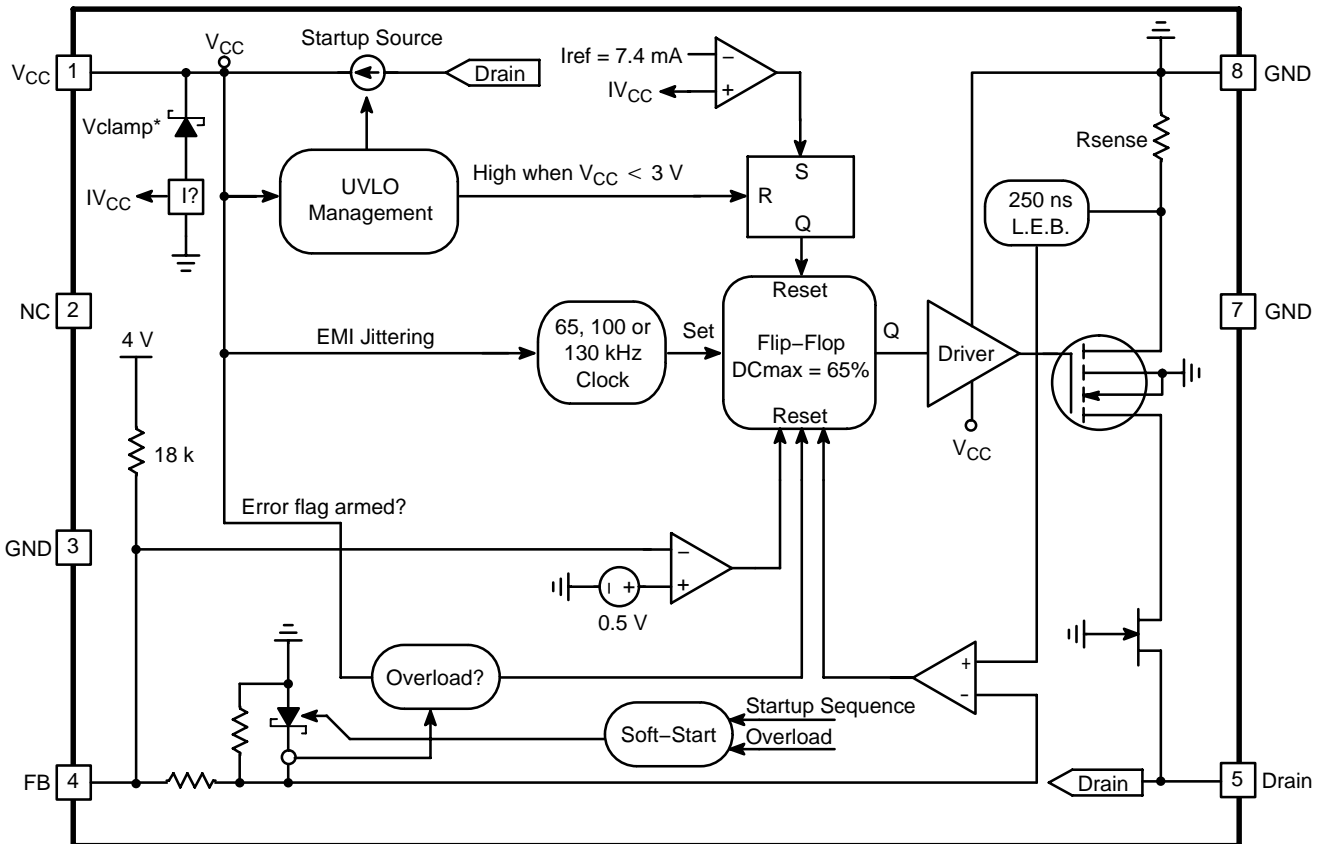 VCC
Startup Source
VCC
1
Drain
Iref = 7.4 mA
−
IVCC
+
8
GND
Vclamp*
Rsense
UVLO
Management
High when VCC < 3 V
S
R
Q
IVCC
I?
250 ns
L.E.B.
NC
2
7
GND
4 V
EMI Jittering
65, 100 or
130 kHz
Clock
Set
Reset
Flip−Flop
DCmax = 65%
Reset
Q
Driver
VCC
18 k
Error flag armed?
GND
3
−
+
+
0.5 V
Overload?
+
−
Startup Sequence
Soft−Start
Overload
FB
4
Drain
5
Drain